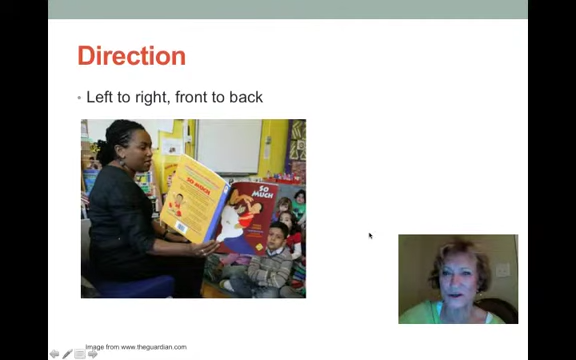 Direction
• Left to right, front to back
SO MUCH
SO
MUCH
Image from www.theguardian.com